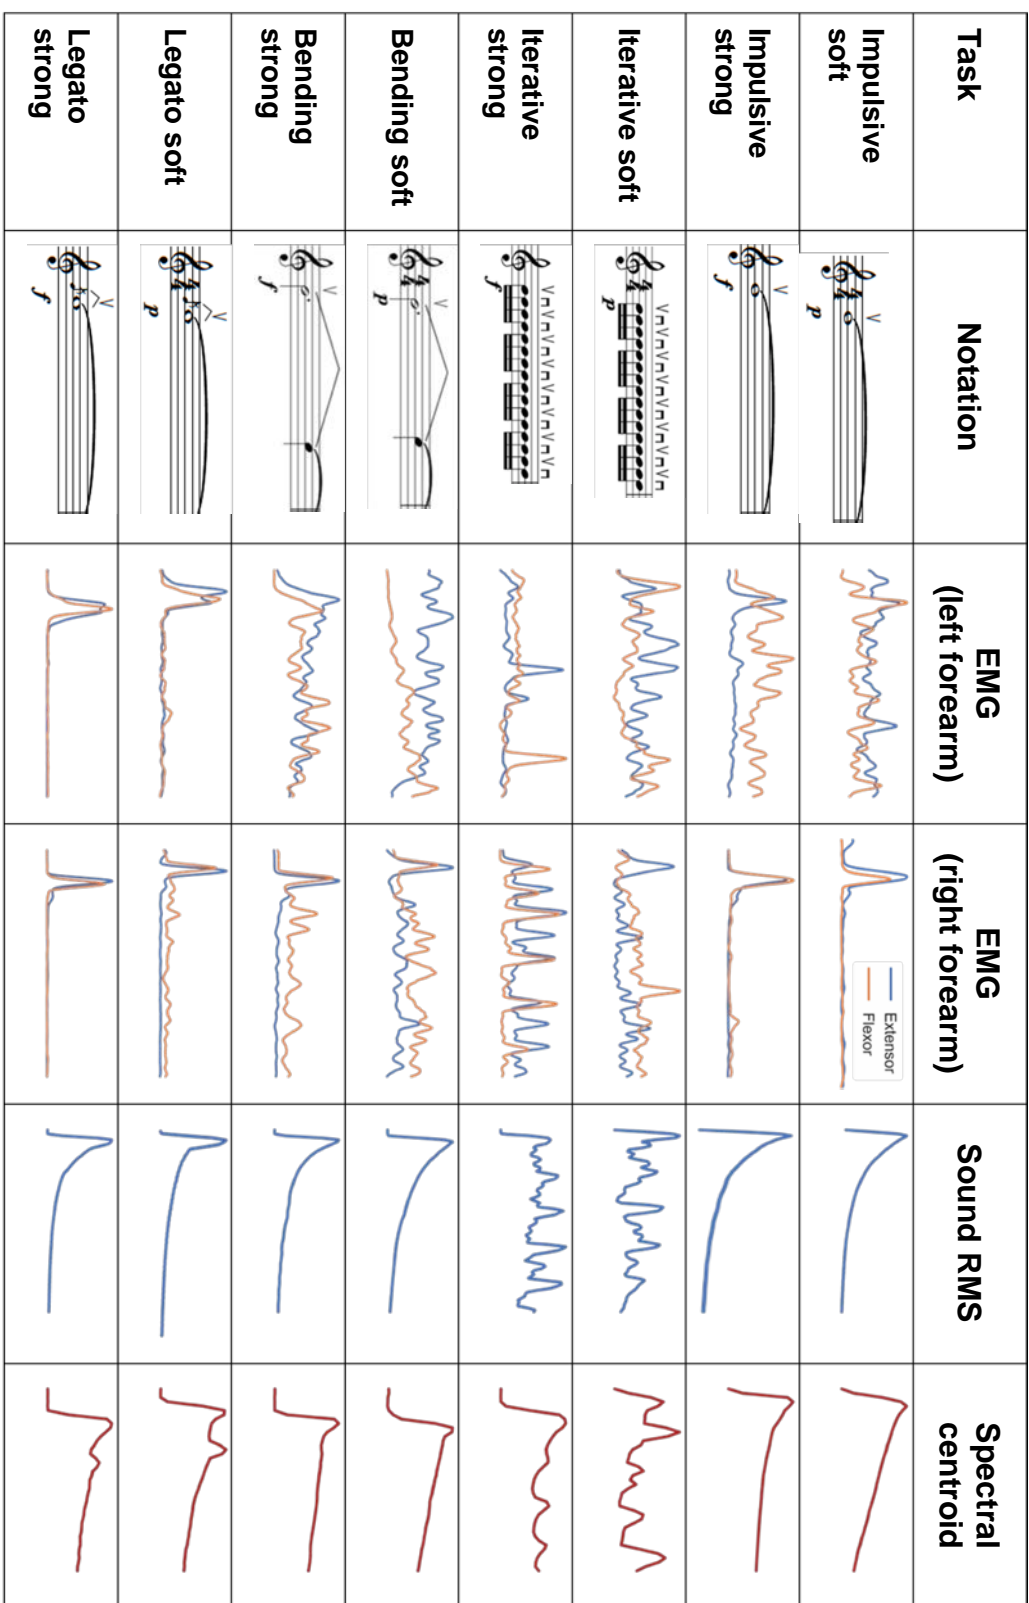 Task
Notation
EMG
(left forearm)
EMG
(right forearm)
Sound RMS
Spectral
centroid
Impulsive
soft
p
Extensor
Flexor
Impulsive
strong
f
Iterative soft
p
Iterative
strong
f
Bending soft
p
Bending
strong
f
Legato soft
p
Legato
strong
f